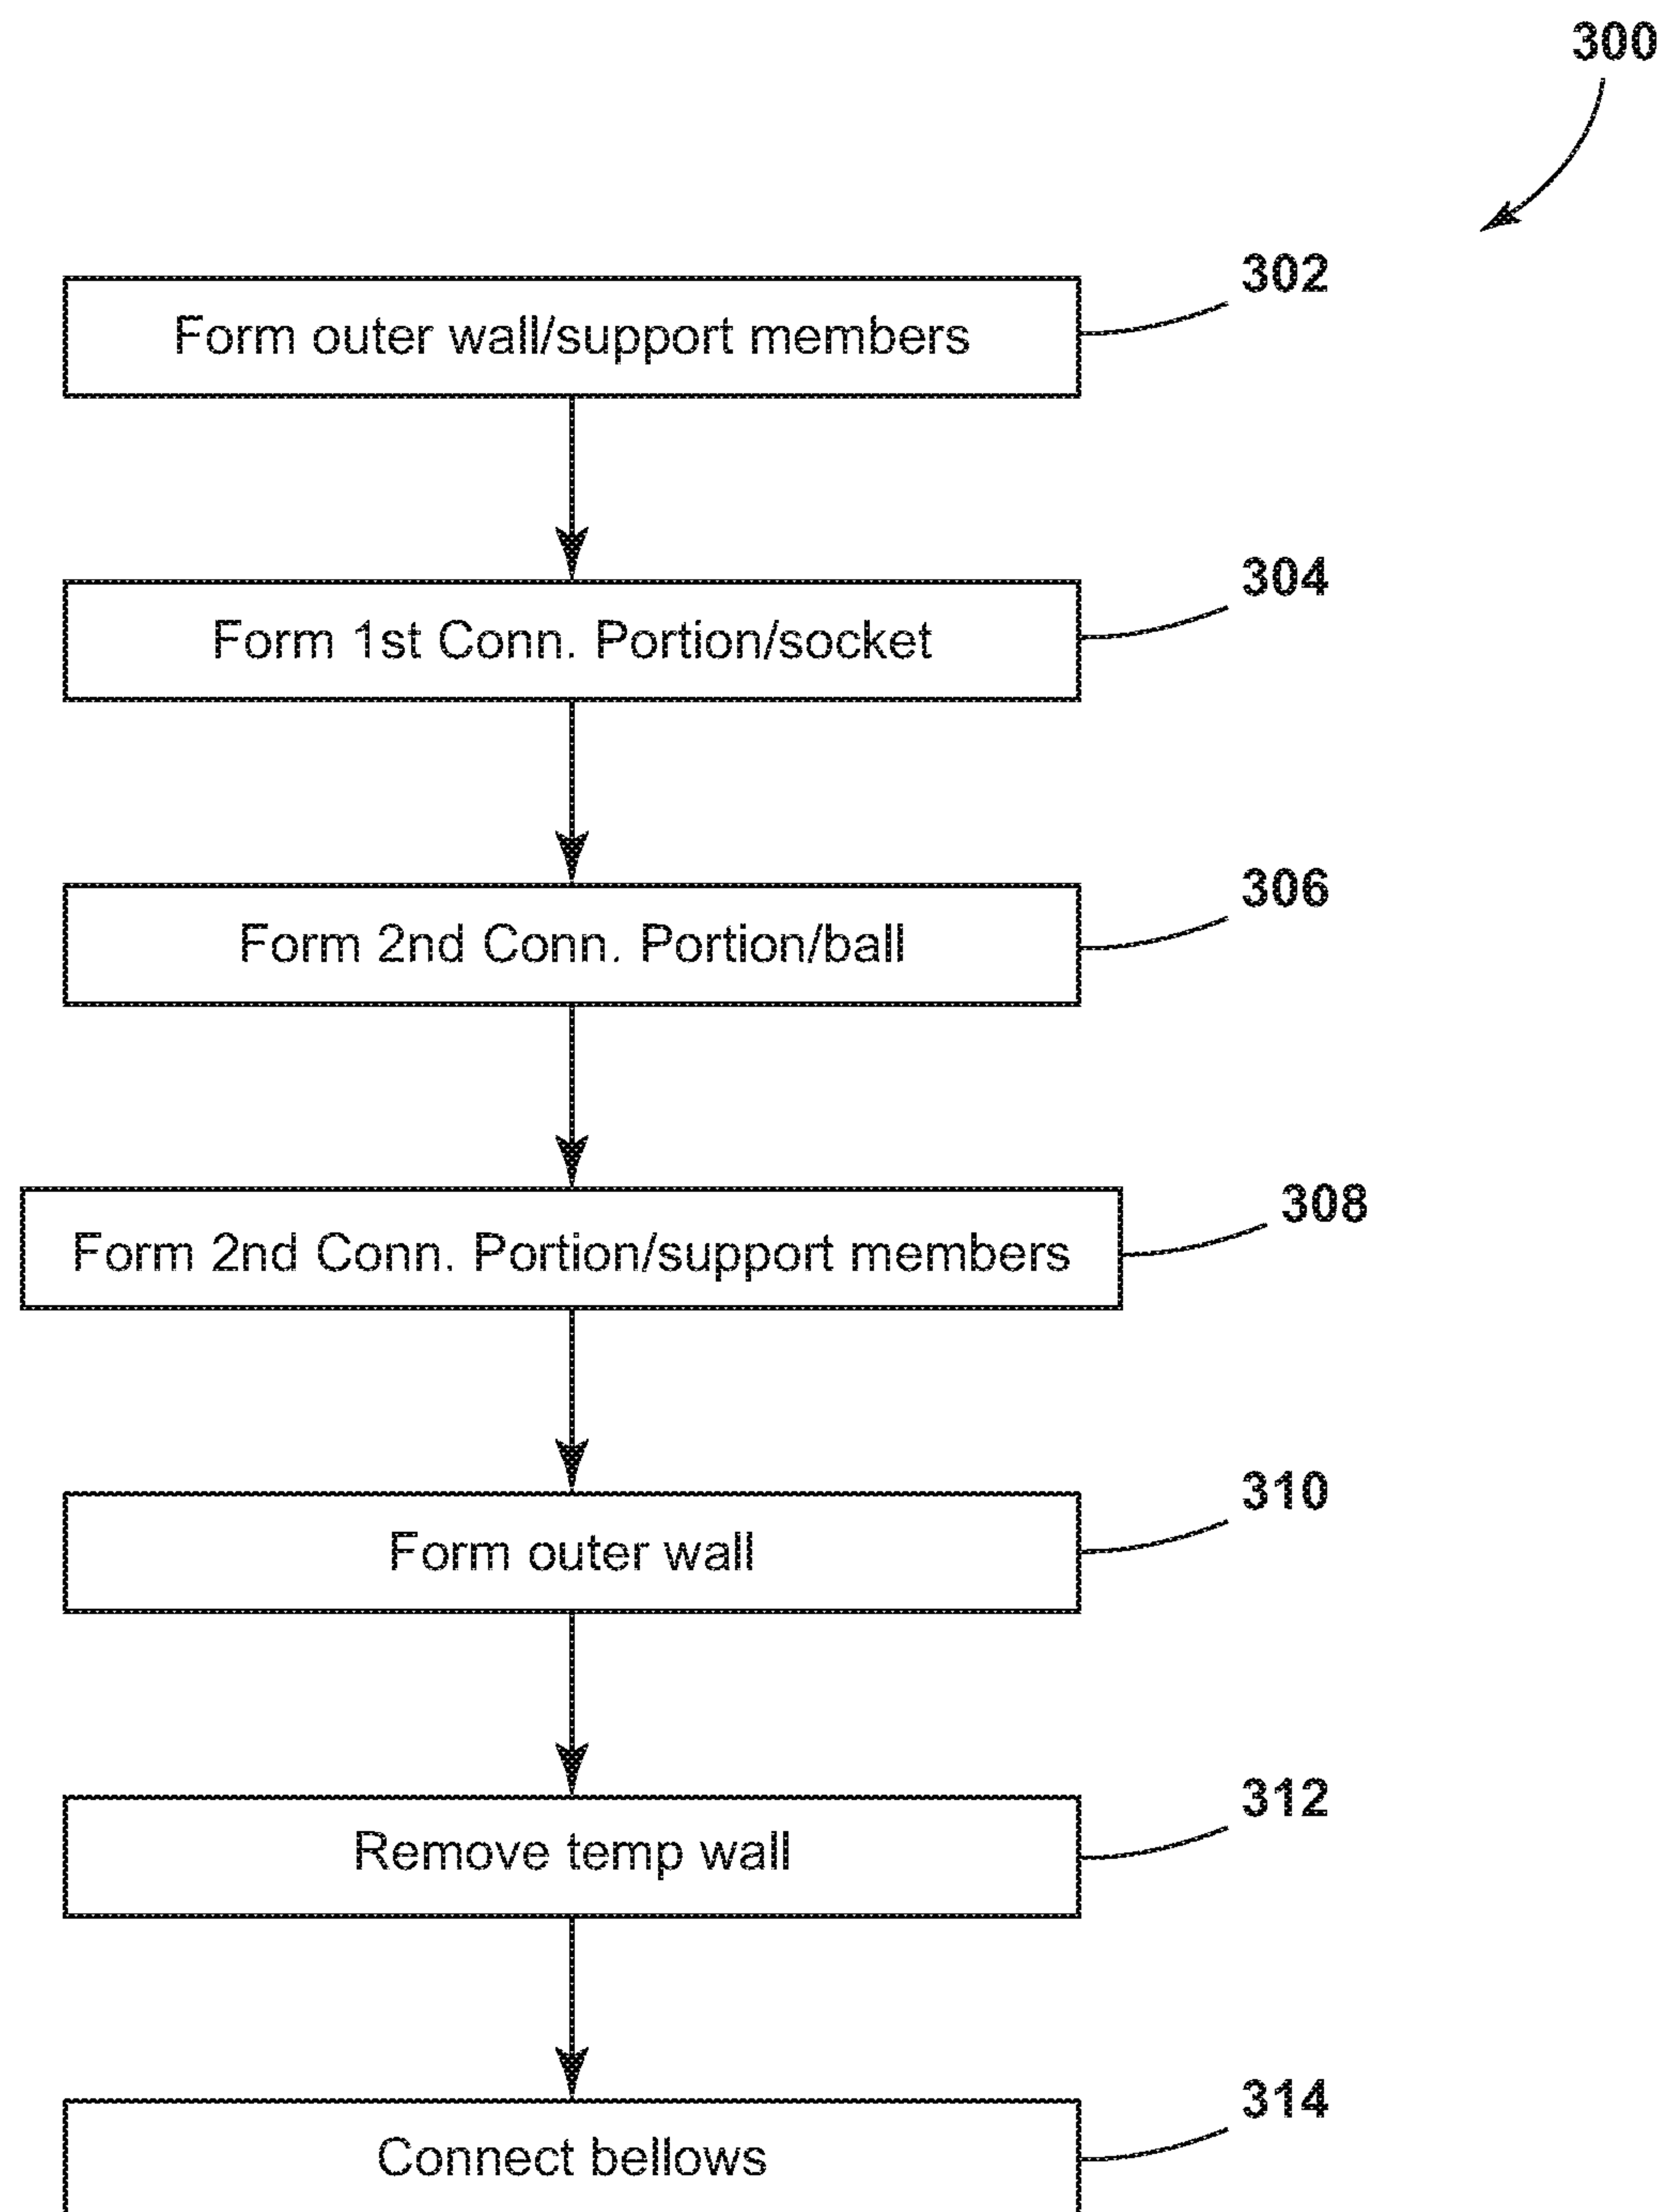 300
302
Form outer wall/support members
304
Form 1st Conn. Portion/socket
306
Form 2nd Conn. Portion/ball
308
Form 2nd Conn. Portion/support members
310
Form outer wall
312
Remove temp wall
314
Connect bellows